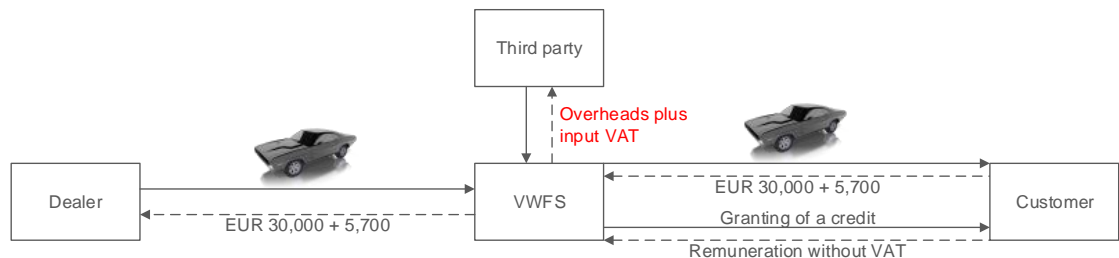 Third party
Overheads plus
input VAT
Dealer
EUR 30,000 + 5,700
VWFS
EUR 30,000 + 5,700
Granting of a credit
Remuneration without VAT
Customer